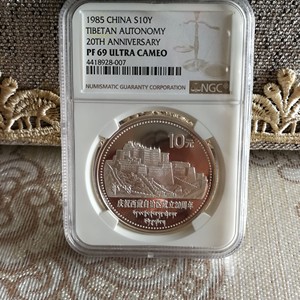 1985 CHINA S10Y
TIBETAN AUTONOMY
20TH ANNIVERSARY
PF 69 ULTRA CAMEO
4418928-007
NUMISMATIC GUARANTY CORPORATION
NGC
10元
庆祝西藏自治区成立20周年